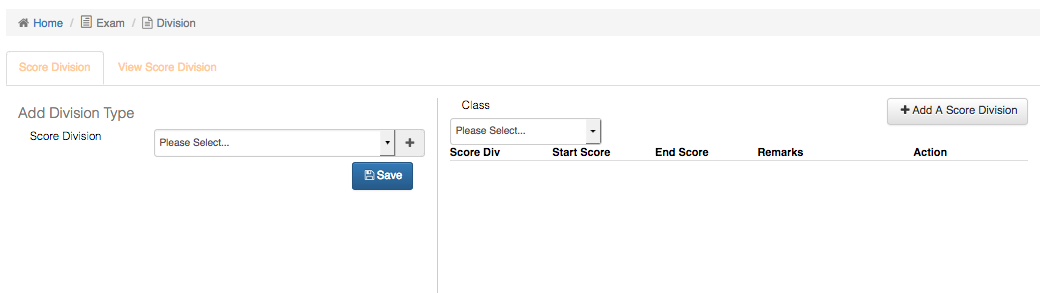 Home / Exam / Division
Score Division View Score Division
Add Division Type
Score Division Please Select... +
Save
Class
+ Add A Score Division
Please Select...
Score Div Start Score End Score Remarks Action